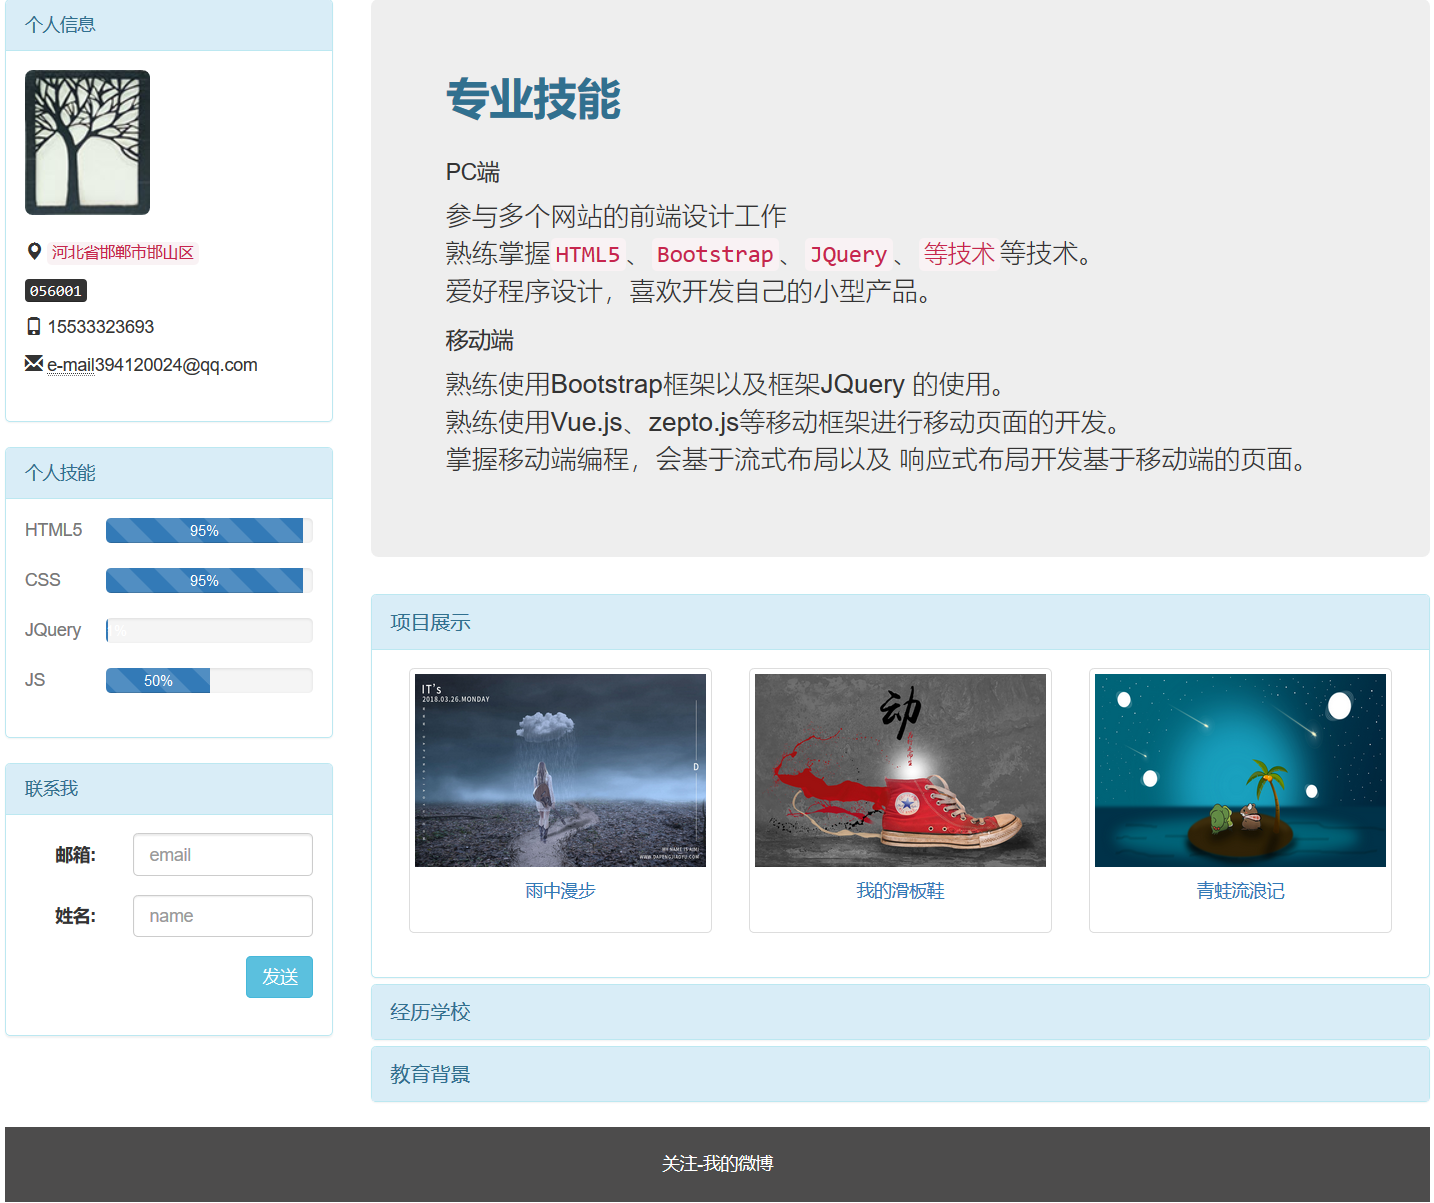 个人信息
河北省邯郸市邯山区
056001
15533323693
e-mail394120024@qq.com
个人技能
HTML5 95%
CSS 95%
JQuery %
JS 50%
联系我
邮箱: email
姓名: name
发送
专业技能
PC端
参与多个网站的前端设计工作
熟练掌握HTML5、Bootstrap、JQuery、等技术等技术。
爱好程序设计，喜欢开发自己的小型产品。
移动端
熟练使用Bootstrap框架以及框架JQuery 的使用。
熟练使用Vue.js、zepto.js等移动框架进行移动页面的开发。
掌握移动端编程，会基于流式布局以及 响应式布局开发基于移动端的页面。
项目展示
IT's
2018.03.26.MONDAY
D
雨中漫步
动
我的滑板鞋
青蛙流浪记
经历学校
教育背景
关注-我的微博